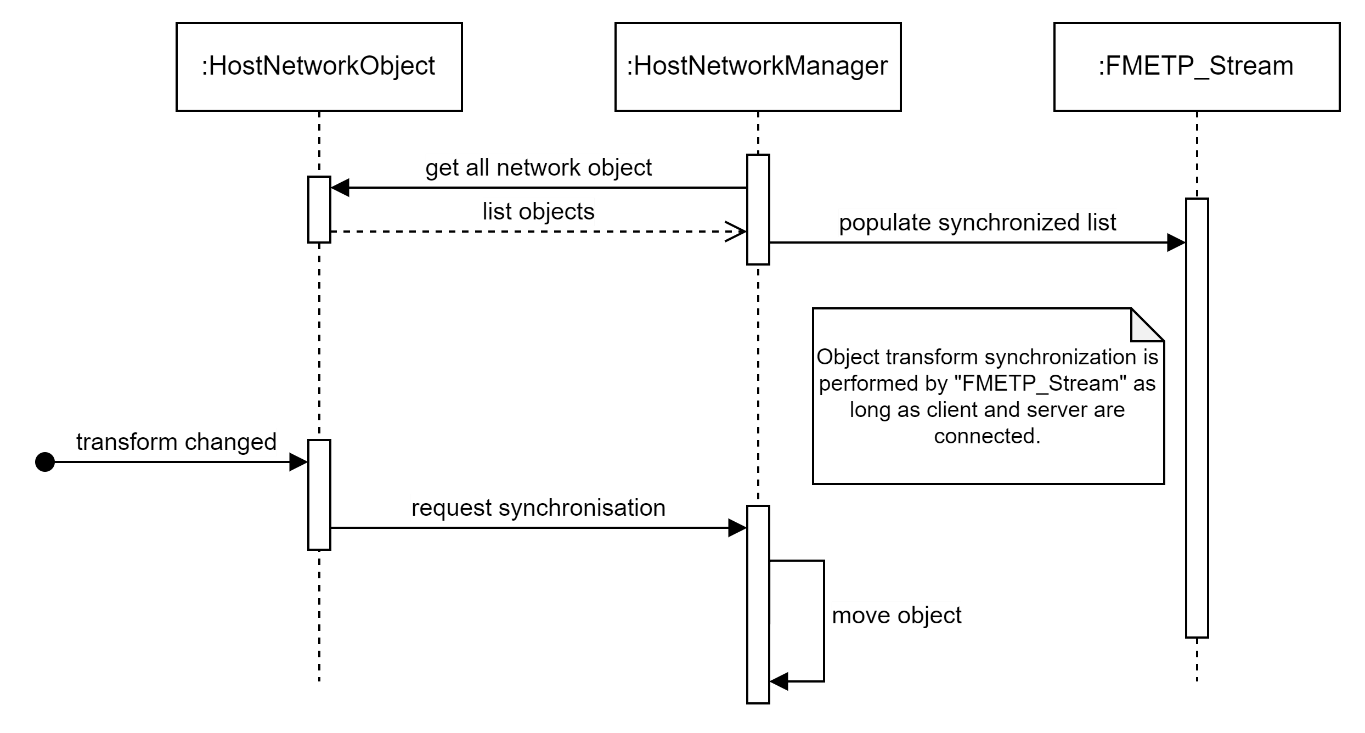 :HostNetworkObject
:HostNetworkManager
:FMETP_Stream
get all network object
list objects
populate synchronized list
Object transform synchronization is
performed by "FMETP_Stream" as
long as client and server are
connected.
transform changed
request synchronisation
move object